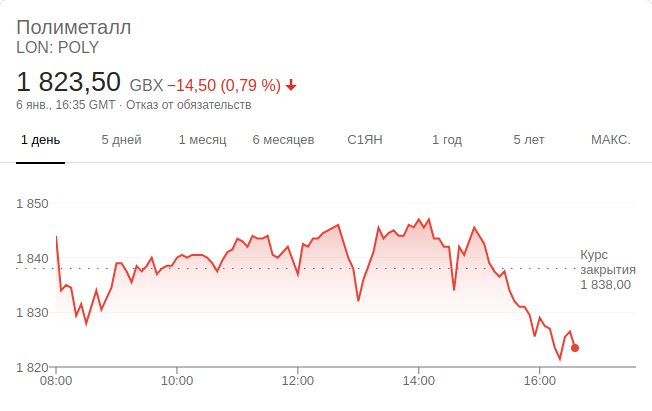 Полиметалл
LON: POLY
1 823,50 GBX −14,50 (0,79 %)
6 янв., 16:35 GMT · Отказ от обязательств
1 день 5 дней 1 месяц 6 месяцев С1ЯН 1 год 5 лет МАКС.
1 850
1 840
1 830
1 820
Курс
закрытия
1 838,00
08:00 10:00 12:00 14:00 16:00